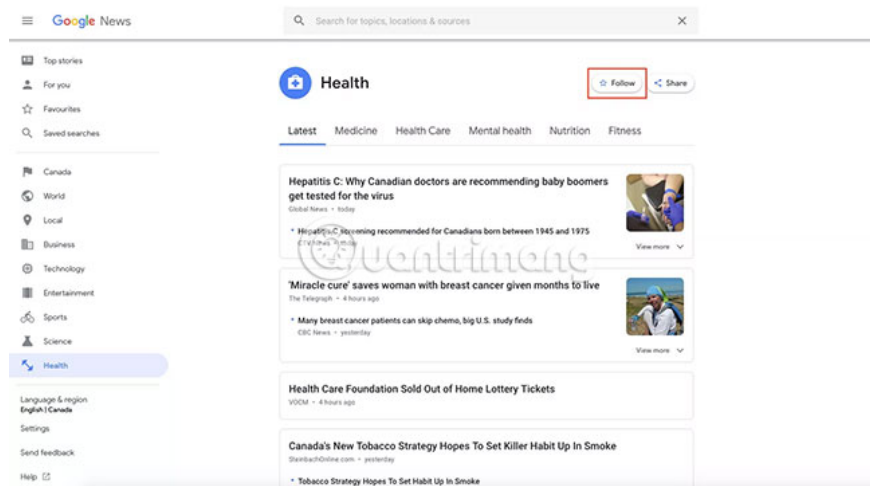 Google News
Search for topics, locations & sources
Top stories
For you
Favourites
Saved searches
Canada
World
Local
Business
Technology
Entertainment
Sports
Science
Health
Language & region
English | Canada
Settings
Send feedback
Help
Health
Follow
Share
Latest Medicine Health Care Mental health Nutrition Fitness
Hepatitis C: Why Canadian doctors are recommending baby boomers
get tested for the virus
Global News • today
• Hepatitis C screening recommended for Canadians born between 1945 and 1975
CTV News • today
View more
'Miracle cure' saves woman with breast cancer given months to live
The Telegraph • 4 hours ago
• Many breast cancer patients can skip chemo, big U.S. study finds
CBC News • yesterday
View more
Health Care Foundation Sold Out of Home Lottery Tickets
VOCM • 4 hours ago
Canada's New Tobacco Strategy Hopes To Set Killer Habit Up In Smoke
SteinbachOnline.com • yesterday
• Tobacco Strategy Hopes To Set Habit Up In Smoke
Quantrimang